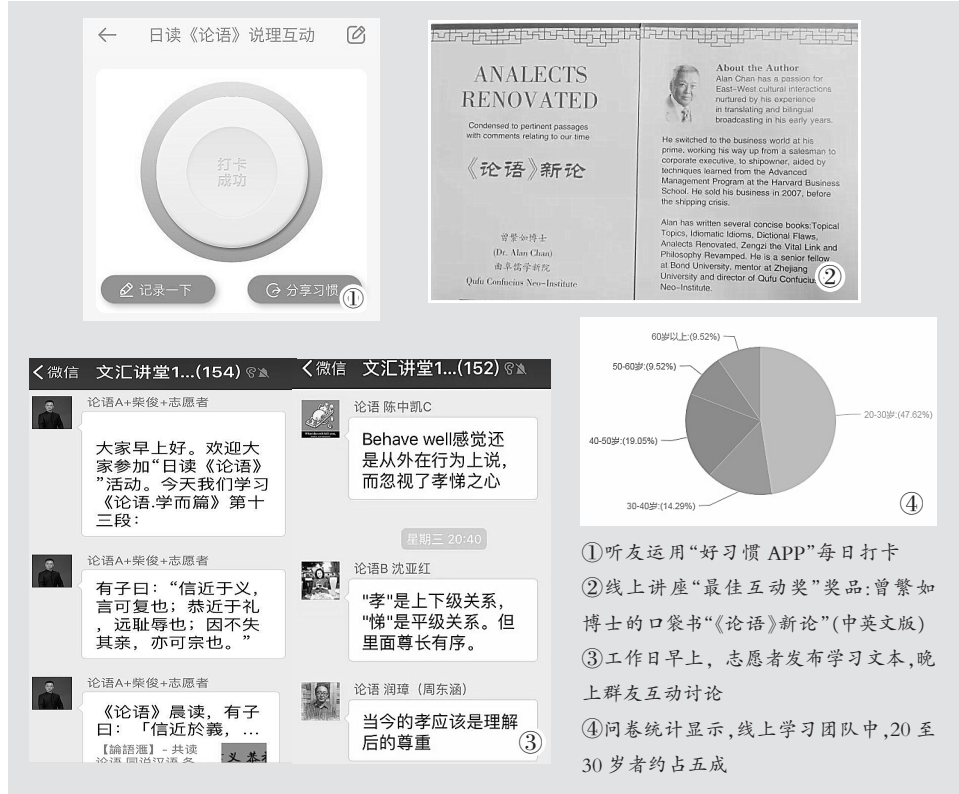 日读《论语》说理互动
打卡
成功
记录一下
分享习惯
①
ANALECTS
RENOVATED
Condensed to pertinent passages
with comments relating to our time
《论语》新论
曾繁如博士
(Dr. Alan Chan)
曲阜儒学新院
Qufu Confucius Neo-Institute
About the Author
Alan Chan has a passion for
East-West cultural interactions
nurtured by his experience
in translating and bilingual
broadcasting in his early years.
He switched to the business world at his
prime, working his way up from a salesman to
corporate executive, to shipowner, aided by
techniques learned from the Advanced
Management Program at the Harvard Business
School. He sold his business in 2007, before
the shipping crisis.
Alan has written several concise books:Topical
Topics, Idiomatic Idioms, Dictional Flaws,
Analects Renovated, Zengzi the Vital Link and
Philosophy Revamped. He is a senior fellow
at Bond University, mentor at Zhejiang
University and director of Qufu Confucius
Neo-Institute.
②
微信 文汇讲堂1...(154)
论语A+柴俊+志愿者
大家早上好。欢迎大
家参加“日读《论语》
”活动。今天我们学习
《论语.学而篇》第十
三段：
论语A+柴俊+志愿者
有子曰：“信近于义，
言可复也；恭近于礼
，远耻辱也；因不失
其亲，亦可宗也。”
论语A+柴俊+志愿者
《论语》晨读，有子
曰：「信近於義，...
【論語滙】- 共读
论语 同说汉语 各
微信 文汇讲堂1...(152)
论语 陈中凯C
Behave well感觉还
是从外在行为上说，
而忽视了孝悌之心
星期三 20:40
论语B 沈亚红
"孝"是上下级关系，
"悌"是平级关系。但
里面尊长有序。
论语 润璋（周东涵）
当今的孝应该是理解
后的尊重
③
60岁以上:(9.52%)
50-60岁:(9.52%)
40-50岁:(19.05%)
30-40岁:(14.29%)
20-30岁:(47.62%)
④
①听友运用“好习惯 APP”每日打卡
②线上讲座“最佳互动奖”奖品:曾繁如
博士的口袋书“《论语》新论”(中英文版)
③工作日早上，志愿者发布学习文本,晚
上群友互动讨论
④问卷统计显示,线上学习团队中,20 至
30 岁者约占五成